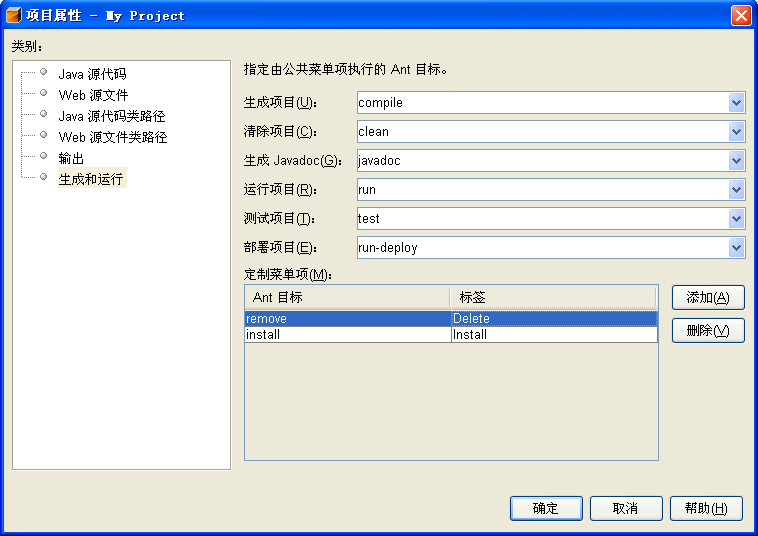 项目属性 - My Project
类别:
Java 源代码
Web 源文件
Java 源代码类路径
Web 源文件类路径
输出
生成和运行
指定由公共菜单项执行的 Ant 目标。
生成项目(U): compile
清除项目(C): clean
生成 Javadoc(G): javadoc
运行项目(R): run
测试项目(T): test
部署项目(E): run-deploy
定制菜单项(M):
Ant 目标 标签
remove Delete
install Install
添加(A)
删除(V)
确定 取消 帮助(H)